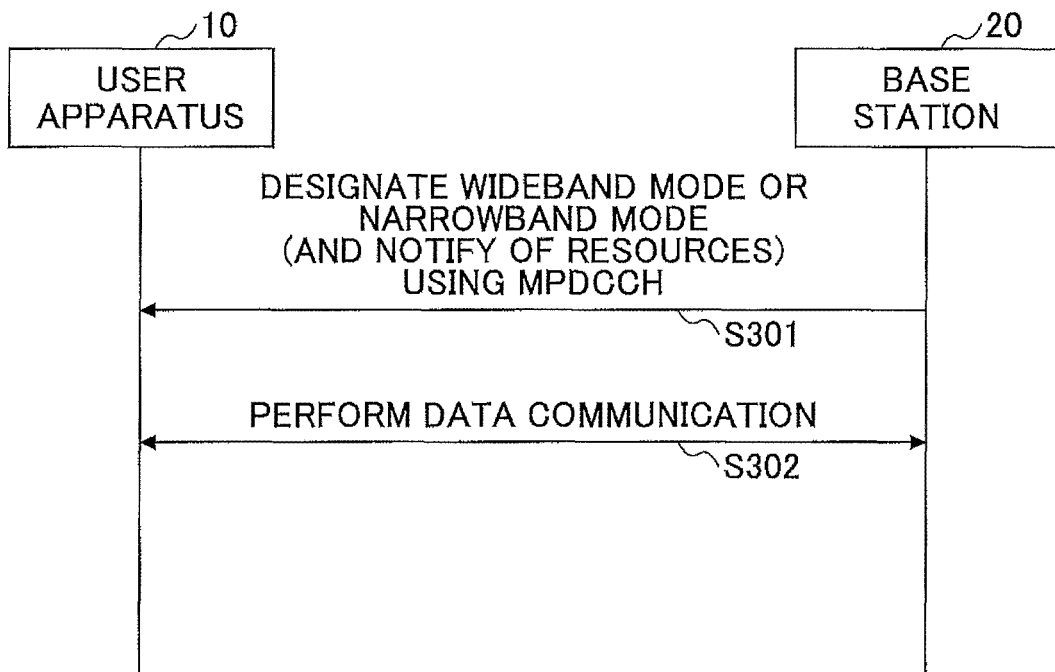 10
20
USER
APPARATUS
BASE
STATION
DESIGNATE WIDEBAND MODE OR
NARROWBAND MODE
(AND NOTIFY OF RESOURCES)
USING MPDCCH
S301
PERFORM DATA COMMUNICATION
S302